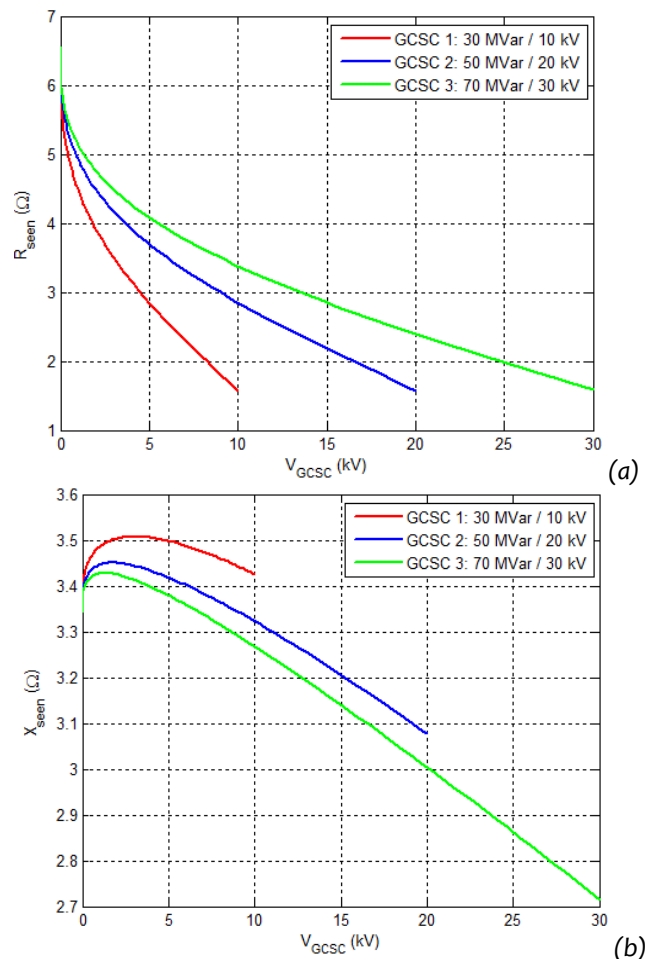 7
6
5
4
3
2
1
R_seen (Ω)
GCSC 1: 30 MVar / 10 kV
GCSC 2: 50 MVar / 20 kV
GCSC 3: 70 MVar / 30 kV
0 5 10 15 20 25 30
V_GCSC (kV)
(a)
3.6
3.5
3.4
3.3
3.2
3.1
3
2.9
2.8
2.7
X_seen (Ω)
GCSC 1: 30 MVar / 10 kV
GCSC 2: 50 MVar / 20 kV
GCSC 3: 70 MVar / 30 kV
0 5 10 15 20 25 30
V_GCSC (kV)
(b)